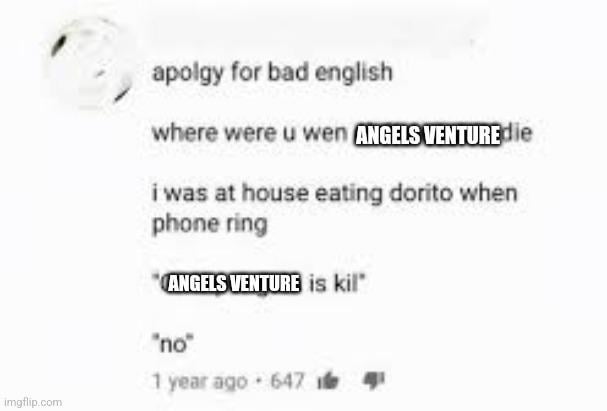 apolgy for bad english
where were u wen ANGELS VENTURE die
i was at house eating dorito when
phone ring
"ANGELS VENTURE is kil"
"no"
1 year ago • 647
imgflip.com